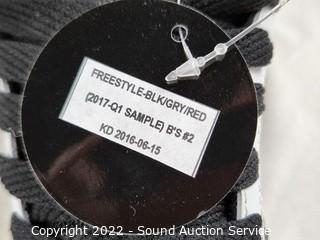 FREESTYLE-BLK/GRY/RED
(2017-Q1 SAMPLE) B'S #2
KD 2016-06-15
Copyright 2022 - Sound Auction Service